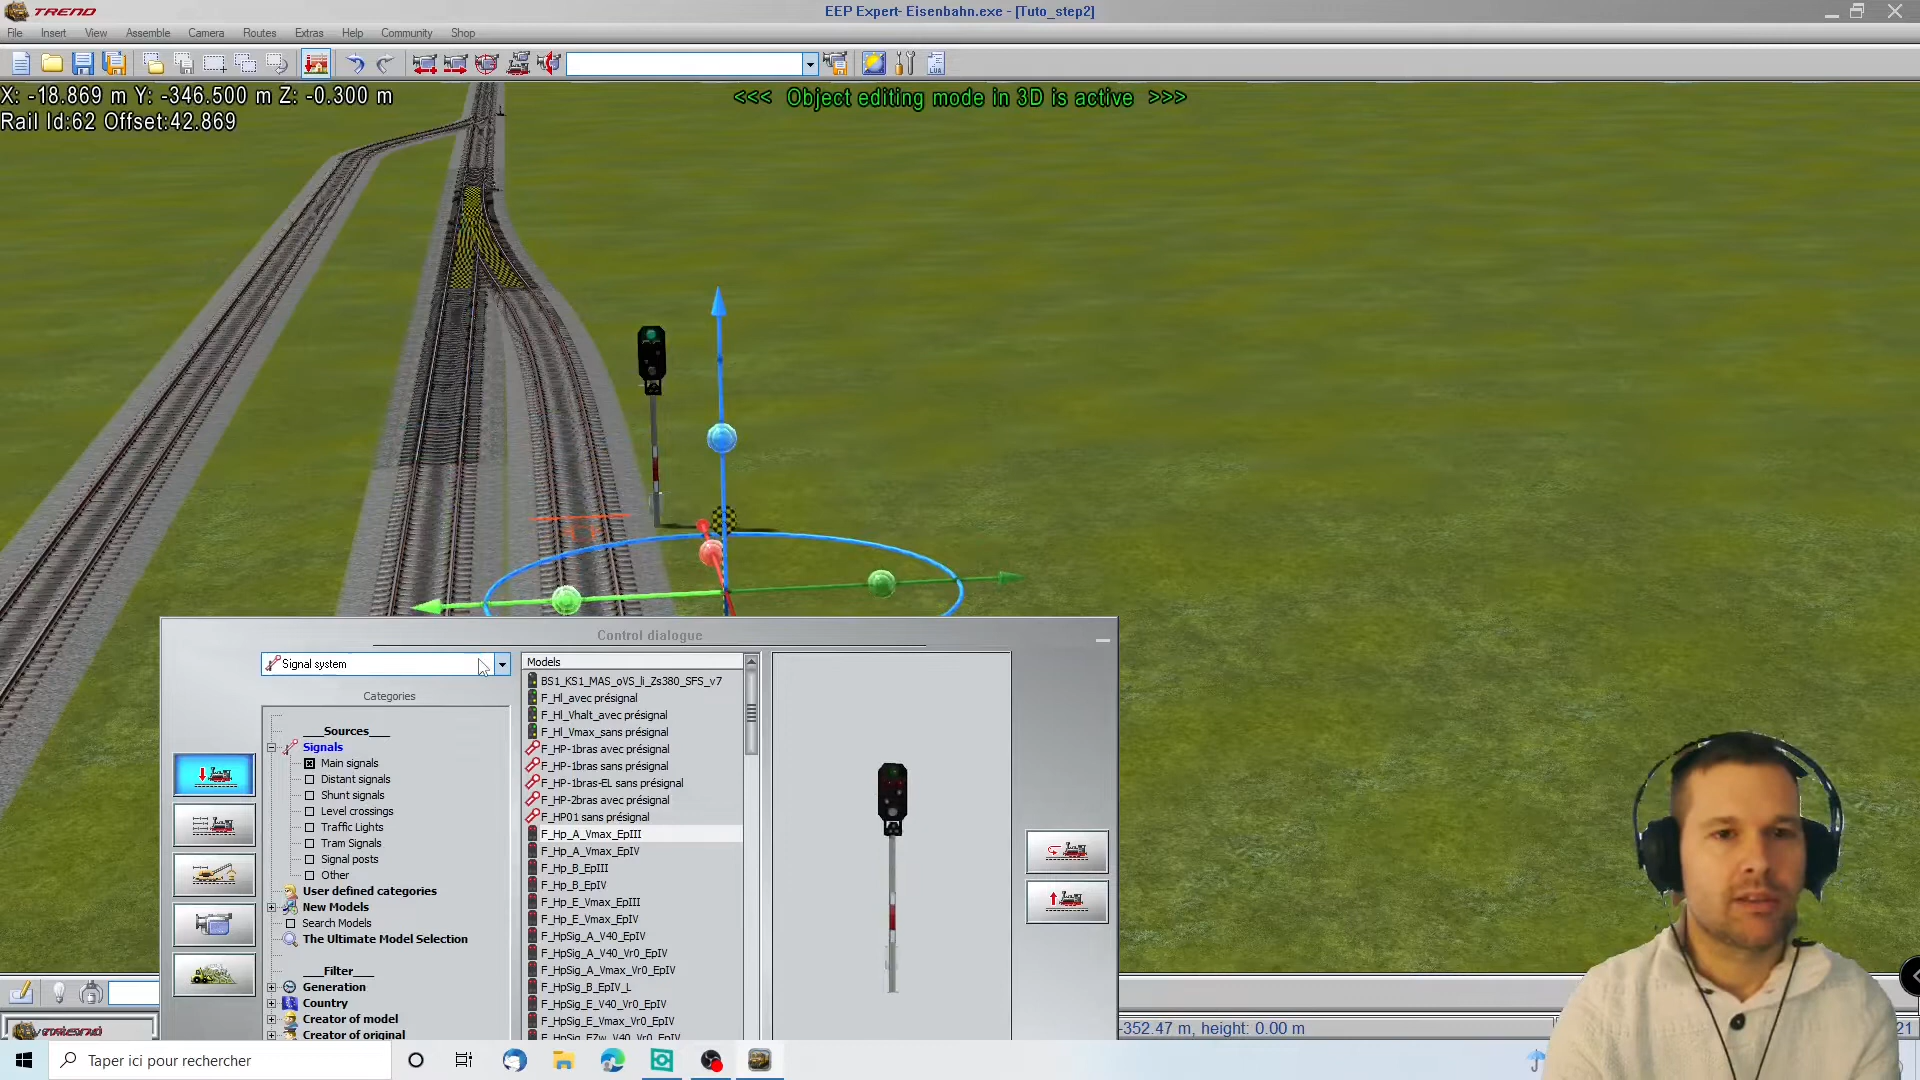 TREND
EEP Expert- Eisenbahn.exe - [Tuto_step2]
File Insert View Assemble Camera Routes Extras Help Community Shop
LUA
X: -18.869 m Y: -346.500 m Z: -0.300 m
Rail Id:62 Offset:42.869
<<< Object editing mode in 3D is active >>>
Control dialogue
Signal system
Categories
___Sources___
Signals
Main signals
Distant signals
Shunt signals
Level crossings
Traffic Lights
Tram Signals
Signal posts
Other
User defined categories
New Models
Search Models
The Ultimate Model Selection
___Filter___
Generation
Country
Creator of model
Creator of original
Models
BS1_KS1_MAS_oVS_li_Zs380_SFS_v7
F_Hl_avec présignal
F_Hl_Vhalt_avec présignal
F_Hl_Vmax_sans présignal
F_HP-1bras avec présignal
F_HP-1bras sans présignal
F_HP-1bras-EL sans présignal
F_HP-2bras avec présignal
F_HP01 sans présignal
F_Hp_A_Vmax_EpIII
F_Hp_A_Vmax_EpIV
F_Hp_B_EpIII
F_Hp_B_EpIV
F_Hp_E_Vmax_EpIII
F_Hp_E_Vmax_EpIV
F_HpSig_A_V40_EpIV
F_HpSig_A_V40_Vr0_EpIV
F_HpSig_A_Vmax_Vr0_EpIV
F_HpSig_B_EpIV_L
F_HpSig_E_V40_Vr0_EpIV
F_HpSig_E_Vmax_Vr0_EpIV
F_HpSig_EZw_V40_Vr0_EpIV
-352.47 m, height: 0.00 m
21
Taper ici pour rechercher